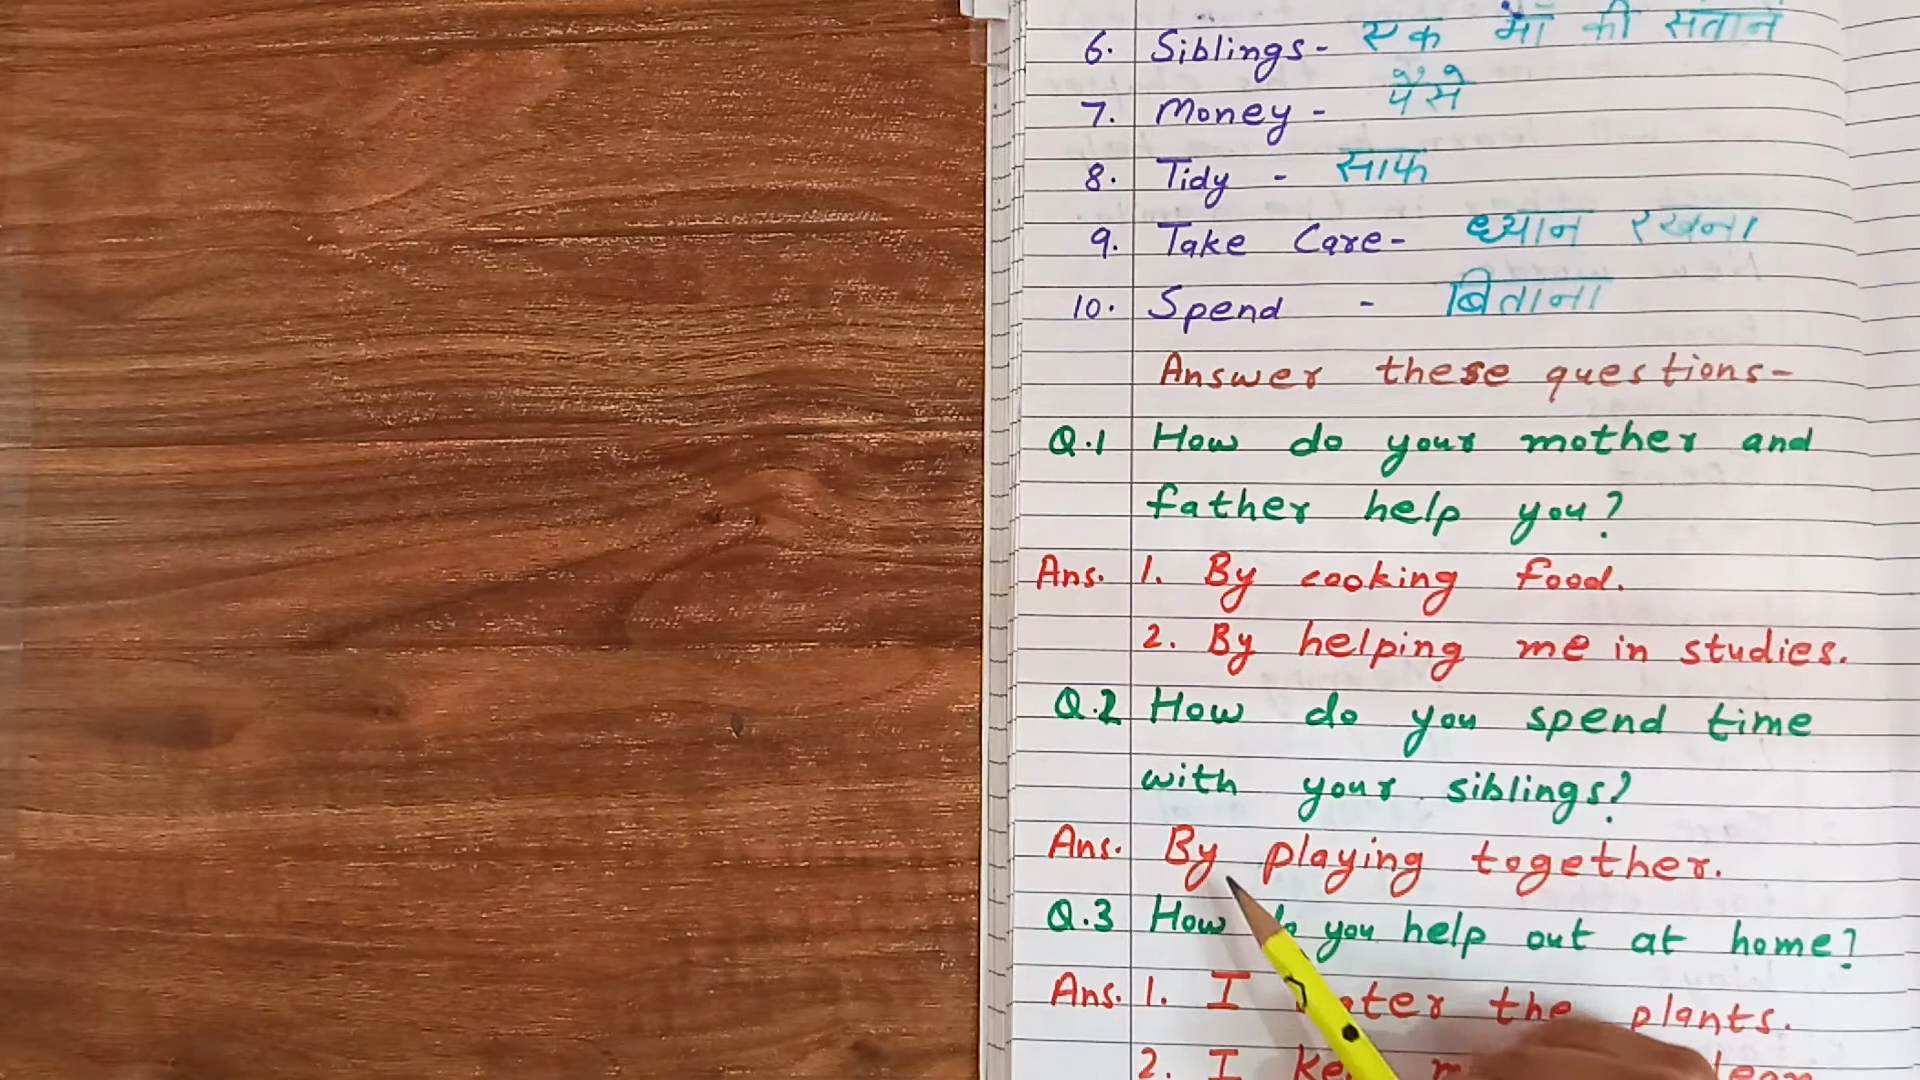 6. Siblings - एक माँ की संतान
7. Money - पैसे
8. Tidy - साफ
9. Take Care - ध्यान रखना
10. Spend - बिताना
Answer these questions-
Q.1 How do your mother and
father help you?
Ans. 1. By cooking food.
2. By helping me in studies.
Q.2 How do you spend time
with your siblings?
Ans. By playing together.
Q.3 How you help out at home?
Ans. 1. I the plants.
2. I